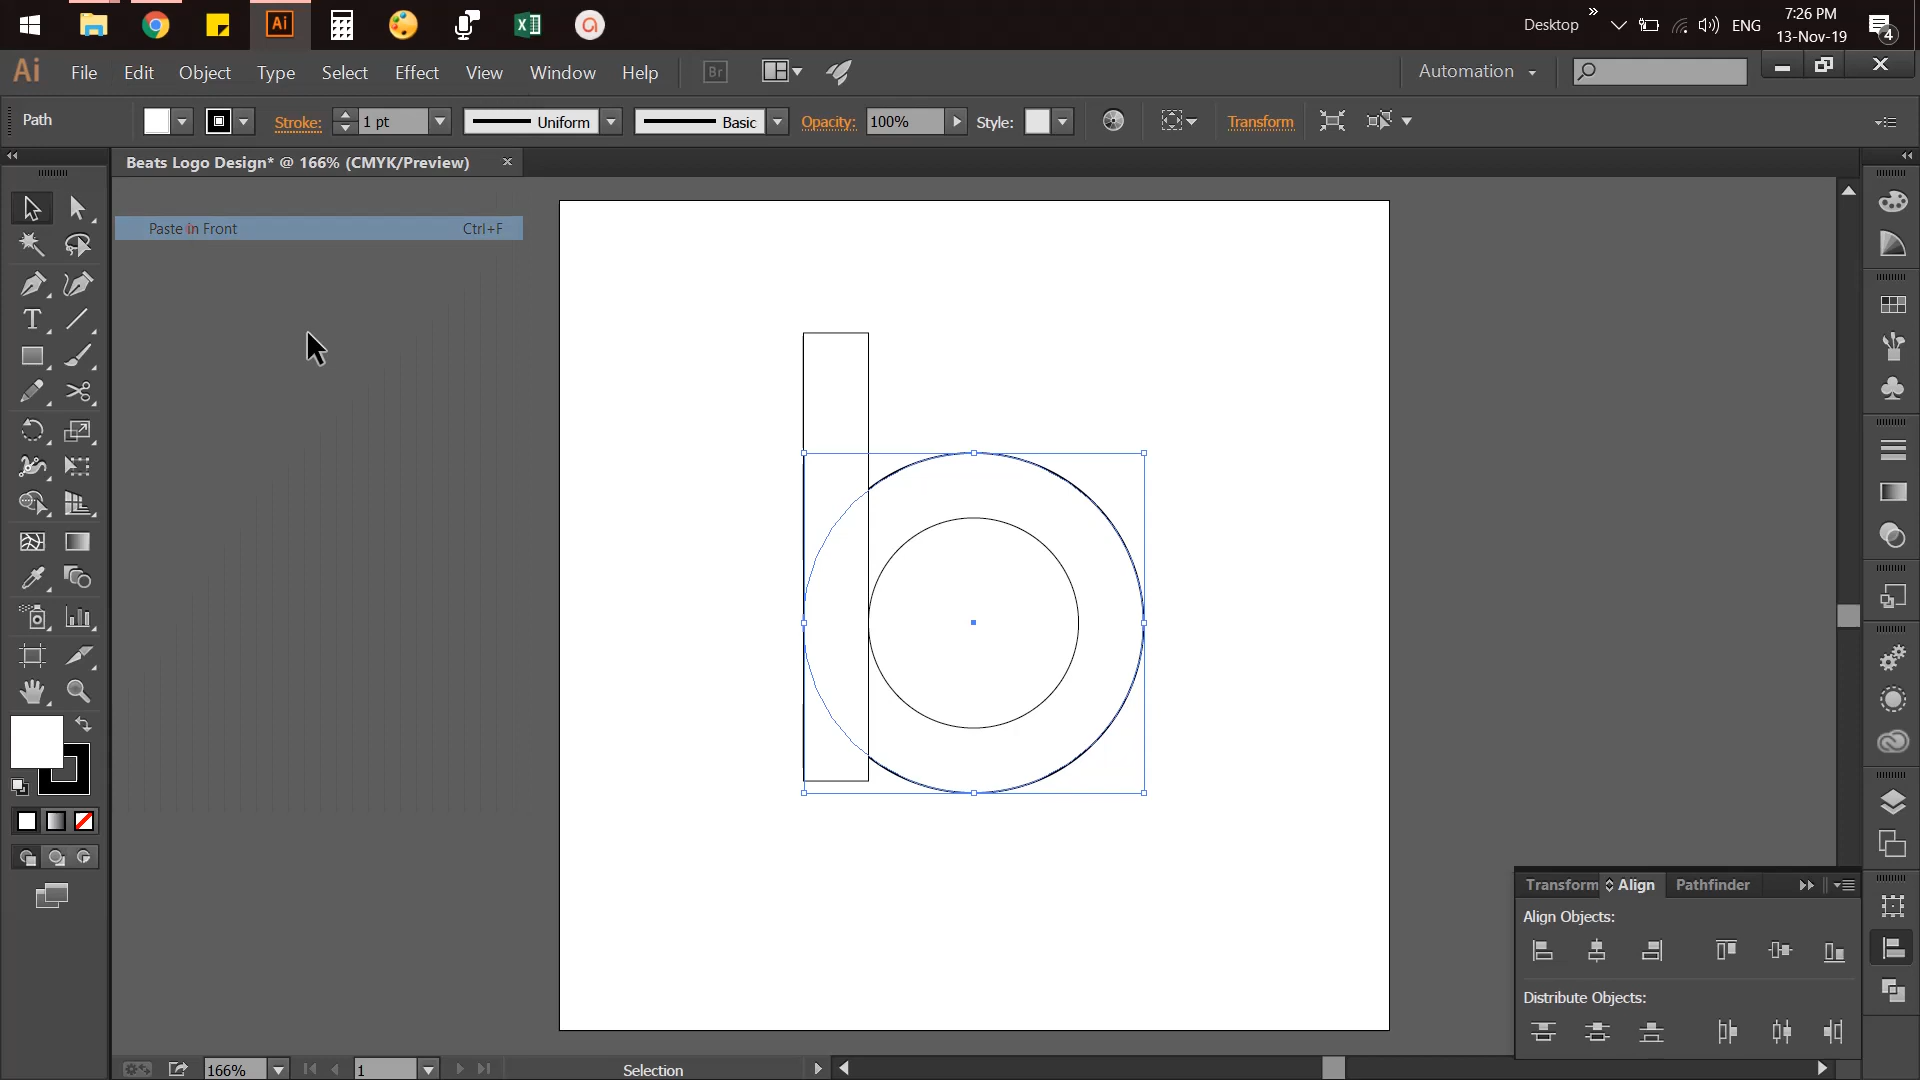 Ai
Desktop
ENG
7:26 PM
13-Nov-19
4
Ai
File
Edit
Object
Type
Select
Effect
View
Window
Help
Br
Automation
Path
Stroke:
1 pt
Uniform
Basic
Opacity:
100%
Style:
Transform
Beats Logo Design* @ 166% (CMYK/Preview)
Paste in Front
Ctrl+F
Transform
Align
Pathfinder
Align Objects:
Distribute Objects:
166%
1
Selection